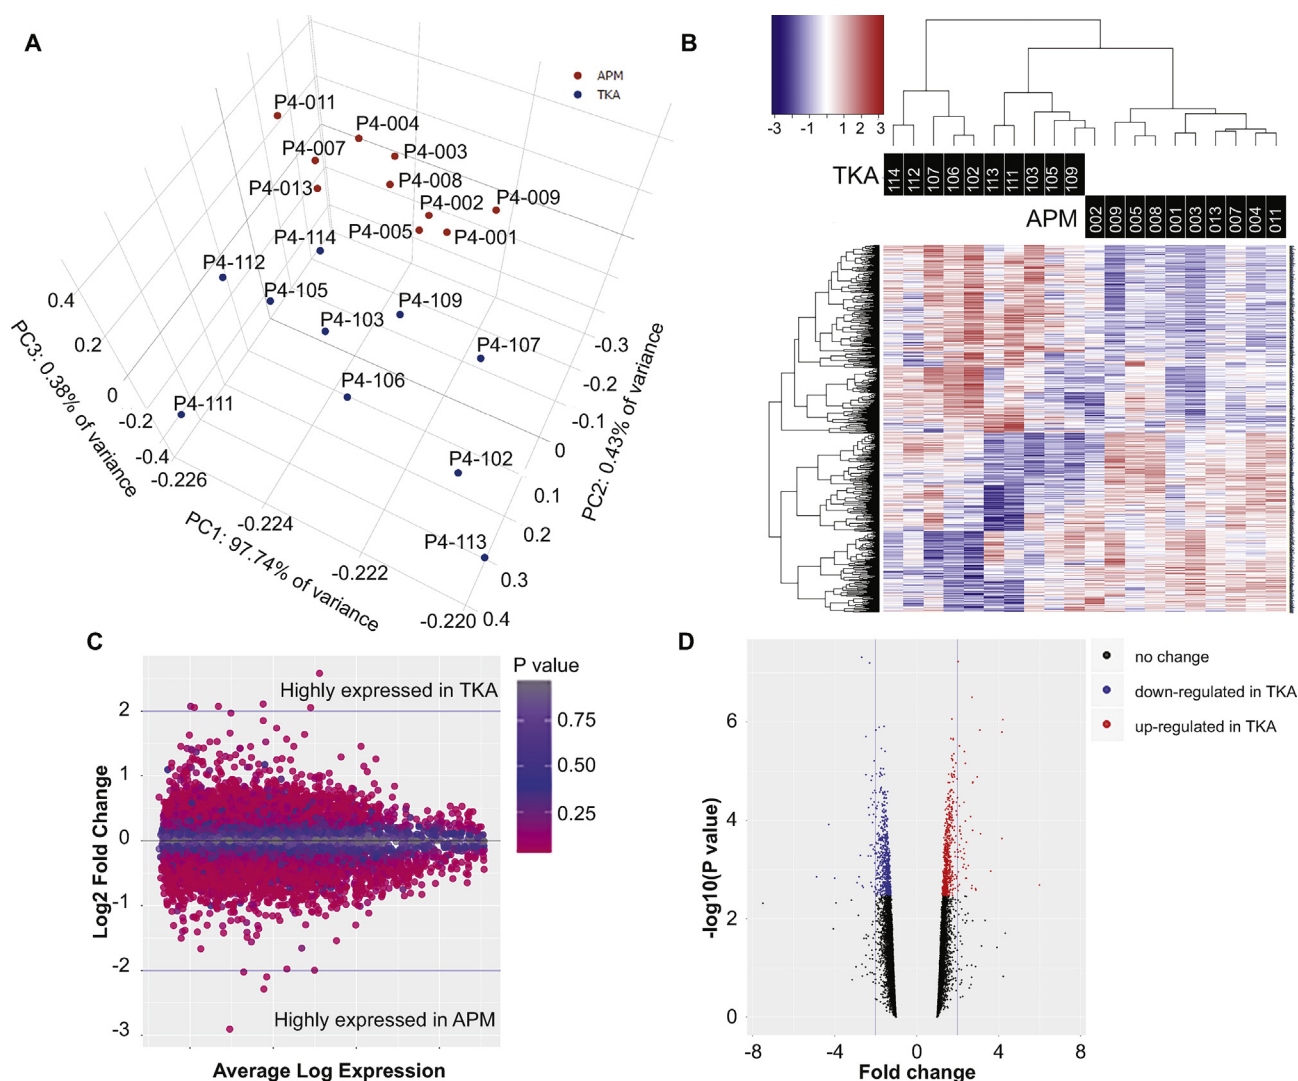 A
APM
TKA
P4-011
P4-004
P4-007
P4-003
P4-008
P4-013
P4-002
P4-009
P4-005
P4-001
P4-114
P4-112
P4-105
P4-109
P4-103
P4-107
P4-106
P4-111
P4-102
P4-113
0.4
0.2
0
-0.2
-0.4
PC3: 0.38% of variance
-0.226
-0.224
-0.222
-0.220
PC1: 97.74% of variance
-0.3
-0.2
-0.1
0
0.1
0.2
0.3
0.4
PC2: 0.43% of variance
B
-3 -1 1 2 3
TKA 114 112 107 106 102 113 111 103 105 109
APM 002 009 005 008 001 003 013 007 004 011
C
Highly expressed in TKA
Highly expressed in APM
2
1
0
-1
-2
-3
Log2 Fold Change
Average Log Expression
P value
0.75
0.50
0.25
D
6
4
2
0
-log10(P value)
-8 -4 0 4 8
Fold change
no change
down-regulated in TKA
up-regulated in TKA